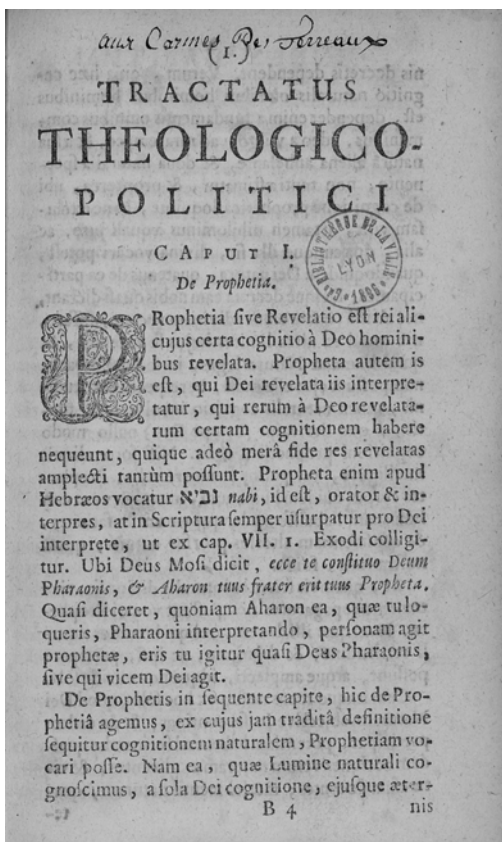 aux Carmes Des Terreaux
(1.)
TRACTATUS
THEOLOGICO-
POLITICI
CAPUT I.
De Prophetia.
BIBLIOTHEQUE DE LA VILLE
LYON
1886
PRophetia ſive Revelatio eſt rei ali-
cujus certa cognitio à Deo homini-
bus revelata. Propheta autem is
eſt, qui Dei revelata iis interpre-
tatur, qui rerum à Deo revelata-
rum certam cognitionem habere
nequeunt, quique adeò merâ fide res revelatas
amplecti tantùm poſſunt. Propheta enim apud
Hebræos vocatur נביא nabi, id eſt, orator & in-
terpres, at in Scriptura ſemper uſurpatur pro Dei
interprete, ut ex cap. VII. 1. Exodi colligi-
tur. Ubi Deus Moſi dicit, ecce te conſtituo Deum
Pharaonis, & Aharon tuus frater erit tuus Propheta.
Quaſi diceret, quoniam Aharon ea, quæ tu lo-
queris, Pharaoni interpretando, perſonam agit
prophetæ, eris tu igitur quaſi Deus Pharaonis,
ſive qui vicem Dei agit.
De Prophetis in ſequente capite, hic de Pro-
phetiâ agemus, ex cujus jam traditâ definitione
ſequitur cognitionem naturalem, Prophetiam vo-
cari poſſe. Nam ea, quæ Lumine naturali co-
gnoſcimus, a ſola Dei cognitione, ejuſque æter-
B 4 nis